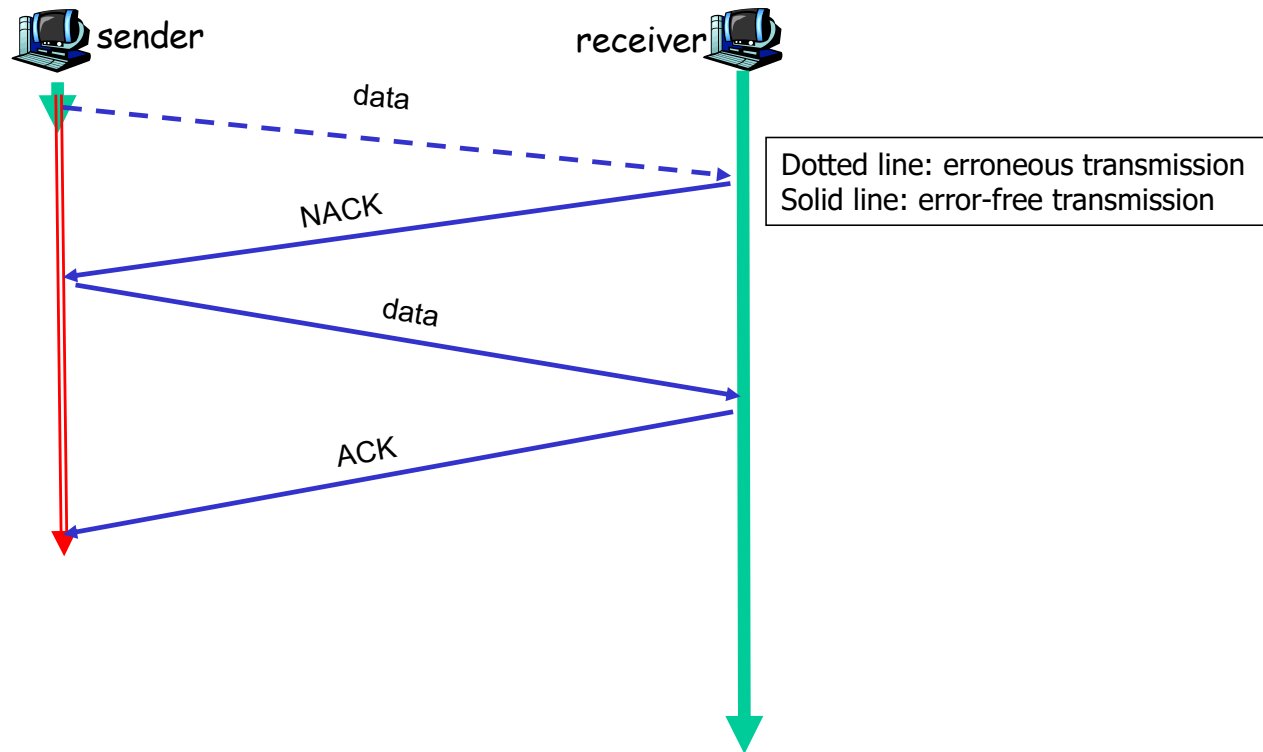 sender
receiver
data
Dotted line: erroneous transmission
Solid line: error-free transmission
NACK
data
ACK